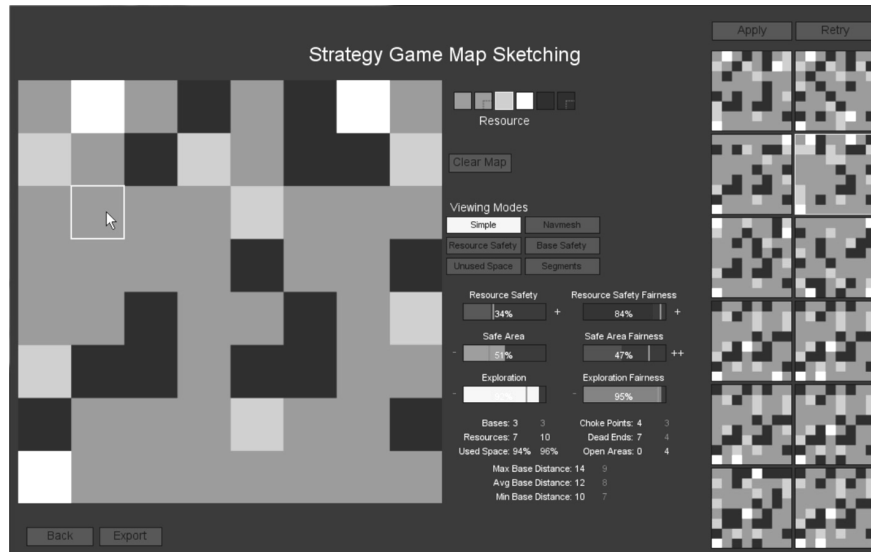 Apply Retry
Strategy Game Map Sketching
Resource
Clear Map
Viewing Modes
Simple Navmesh
Resource Safety Base Safety
Unused Space Segments
Resource Safety Resource Safety Fairness
34% + 84% +
Safe Area Safe Area Fairness
- 51% 47% ++
Exploration Exploration Fairness
- - 95%
Bases: 3 3 Choke Points: 4 3
Resources: 7 10 Dead Ends: 7 4
Used Space: 94% 96% Open Areas: 0 4
Max Base Distance: 14 9
Avg Base Distance: 12 8
Min Base Distance: 10 7
Back Export